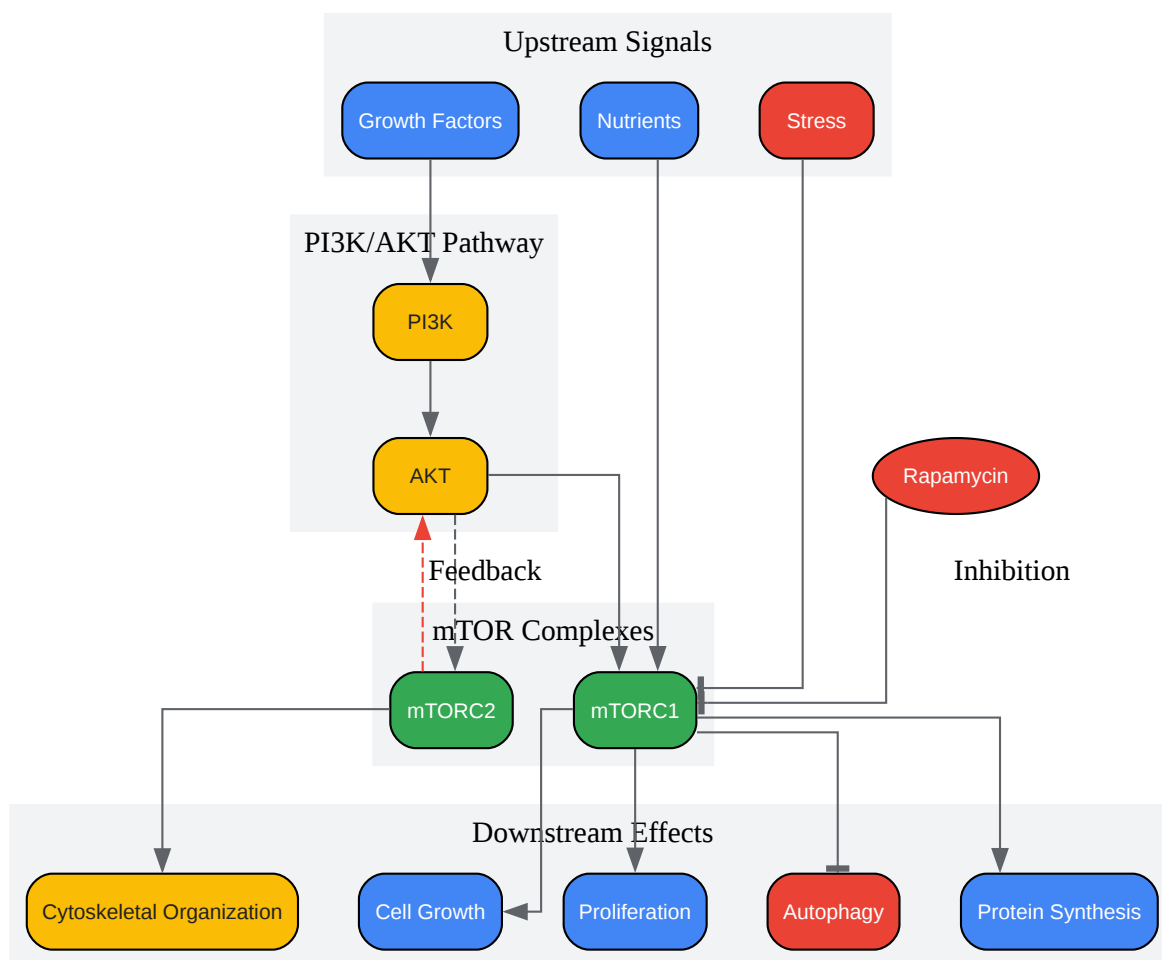 Upstream Signals
Growth Factors
Nutrients
Stress
PI3K/AKT Pathway
PI3K
AKT
Rapamycin
Feedback
Inhibition
mTOR Complexes
mTORC2
mTORC1
Downstream Effects
Cytoskeletal Organization
Cell Growth
Proliferation
Autophagy
Protein Synthesis